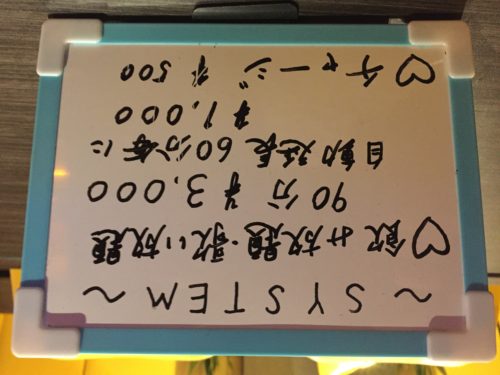 ~SYSTEM~
♡飲み放題・歌い放題
90分 ¥3,000
自動延長 60分毎に
¥1,000
♡チャージ ¥500